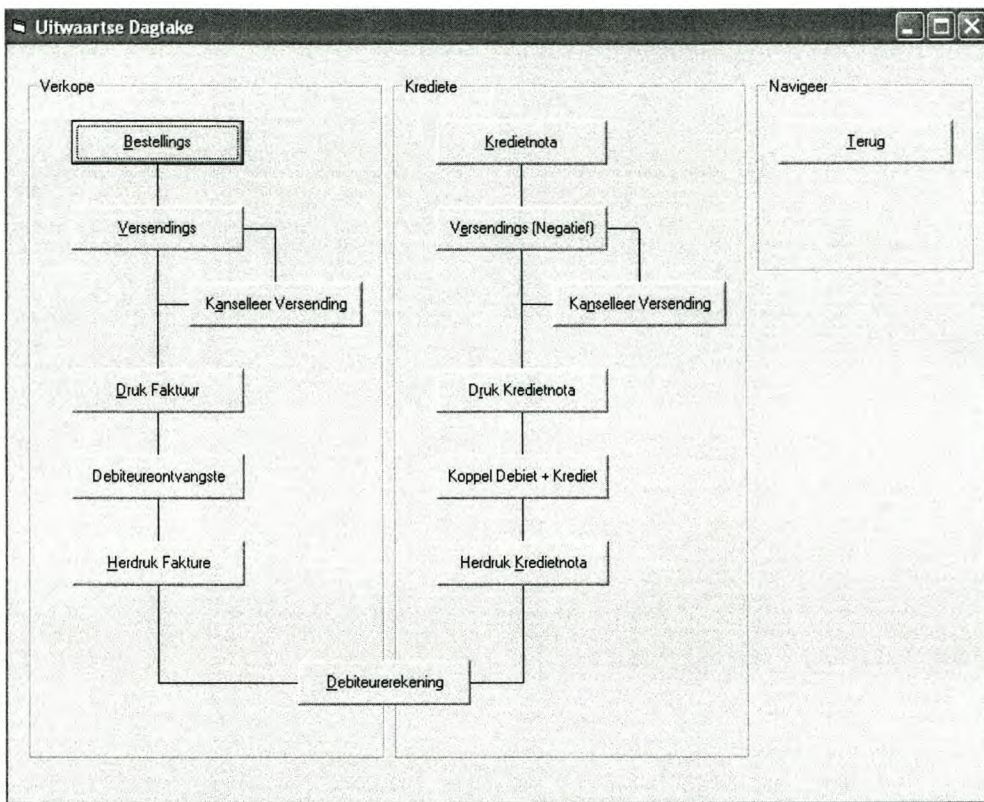 Uitwaartse Dagtake
Verkope
Bestellings
Versendings
Kanselleer Versending
Druk Faktuur
Debiteureontvangste
Herdruk Fakture
Krediete
Kredietnota
Versendings (Negatief)
Kanselleer Versending
Druk Kredietnota
Koppel Debiet + Krediet
Herdruk Kredietnota
Debiteurerekening
Navigeer
Terug